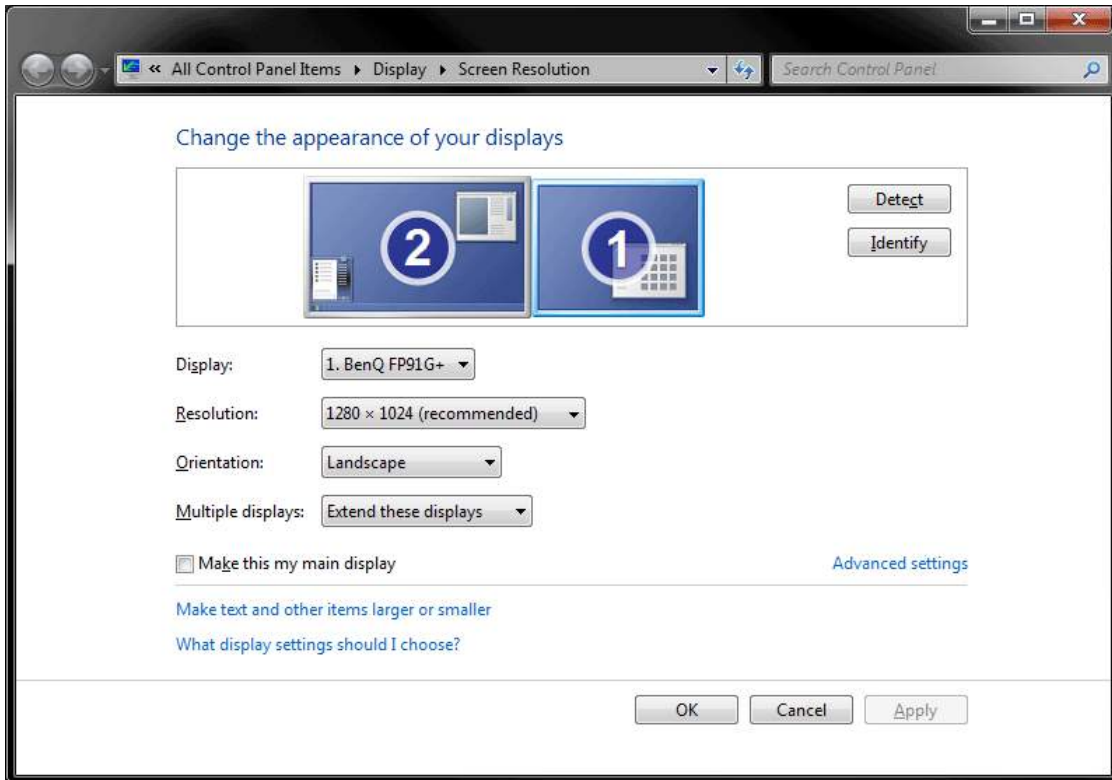 « All Control Panel Items ▸ Display ▸ Screen Resolution Search Control Panel
Change the appearance of your displays
2 1
Detect
Identify
Display: 1. BenQ FP91G+
Resolution: 1280 × 1024 (recommended)
Orientation: Landscape
Multiple displays: Extend these displays
Make this my main display Advanced settings
Make text and other items larger or smaller
What display settings should I choose?
OK Cancel Apply